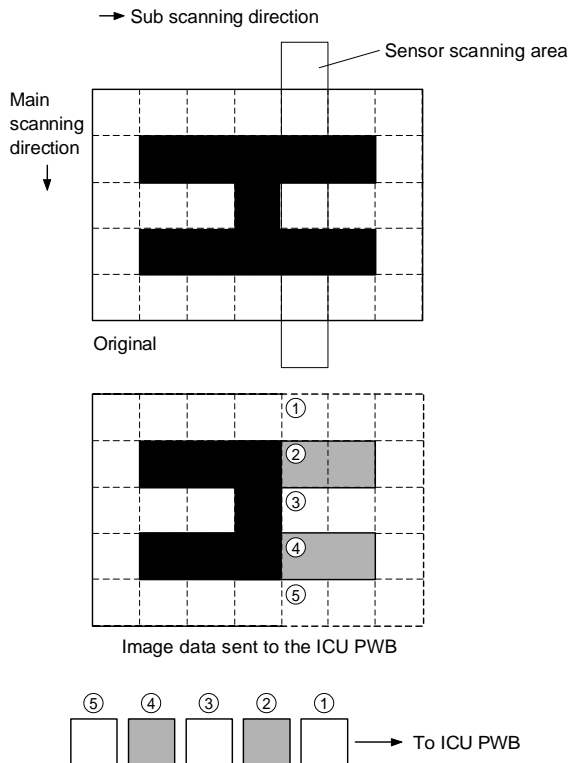 → Sub scanning direction
Sensor scanning area
Main
scanning
direction
↓
Original
①
②
③
④
⑤
Image data sent to the ICU PWB
⑤ ④ ③ ② ①
→ To ICU PWB